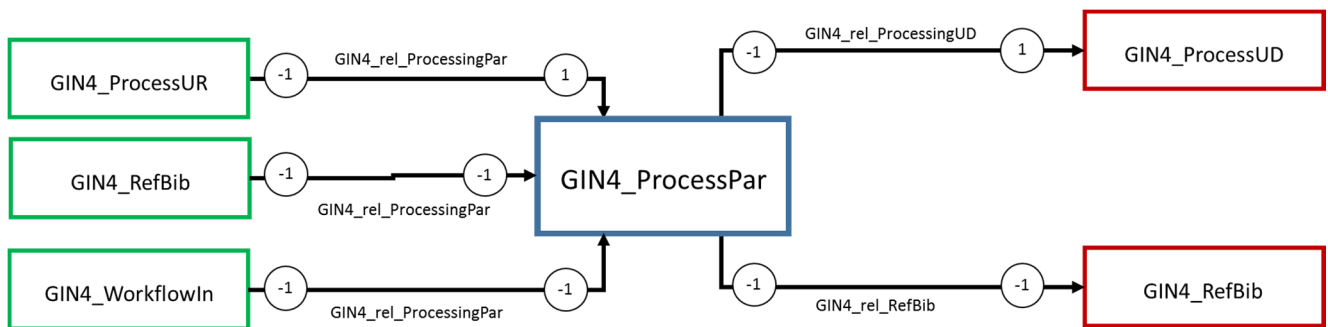 GIN4_ProcessUR
-1
GIN4_rel_ProcessingPar
1
GIN4_RefBib
-1
-1
GIN4_rel_ProcessingPar
GIN4_WorkflowIn
-1
-1
GIN4_rel_ProcessingPar
GIN4_ProcessPar
-1
GIN4_rel_ProcessingUD
1
GIN4_ProcessUD
-1
GIN4_rel_RefBib
-1
GIN4_RefBib